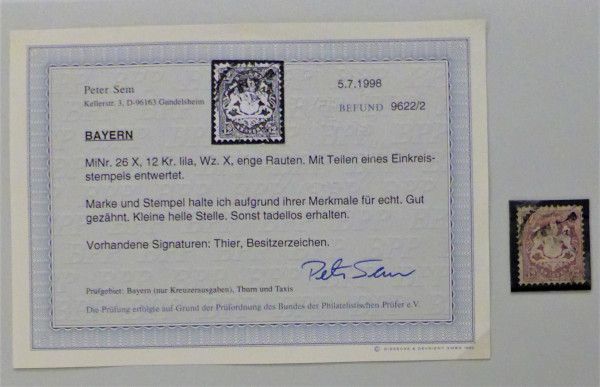 Peter Sem
Kellerstr. 3, D-96163 Gundelsheim
5.7.1998
BEFUND 9622/2
BAYERN
MiNr. 26 X, 12 Kr. lila, Wz. X, enge Rauten. Mit Teilen eines Einkreis-
stempels entwertet.
Marke und Stempel halte ich aufgrund ihrer Merkmale für echt. Gut
gezähnt. Kleine helle Stelle. Sonst tadellos erhalten.
Vorhandene Signaturen: Thier, Besitzerzeichen.
Peter Sem
Prüfgebiet: Bayern (nur Kreuzerausgaben), Thurn und Taxis
Die Prüfung erfolgte auf Grund der Prüfordnung des Bundes der Philatelistischen Prüfer e.V.